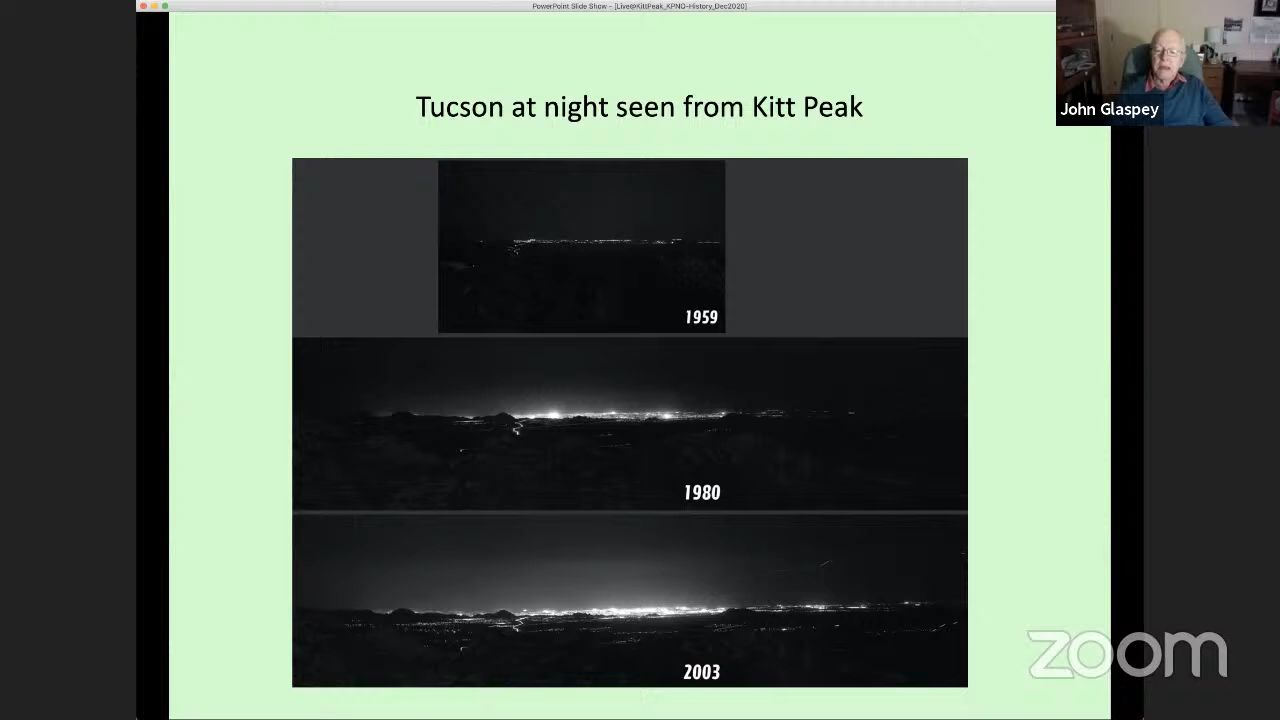 PowerPoint Slide Show - [Live@KittPeak_KPNO-History_Dec2020]
John Glaspey
Tucson at night seen from Kitt Peak
1959
1980
2003
zoom